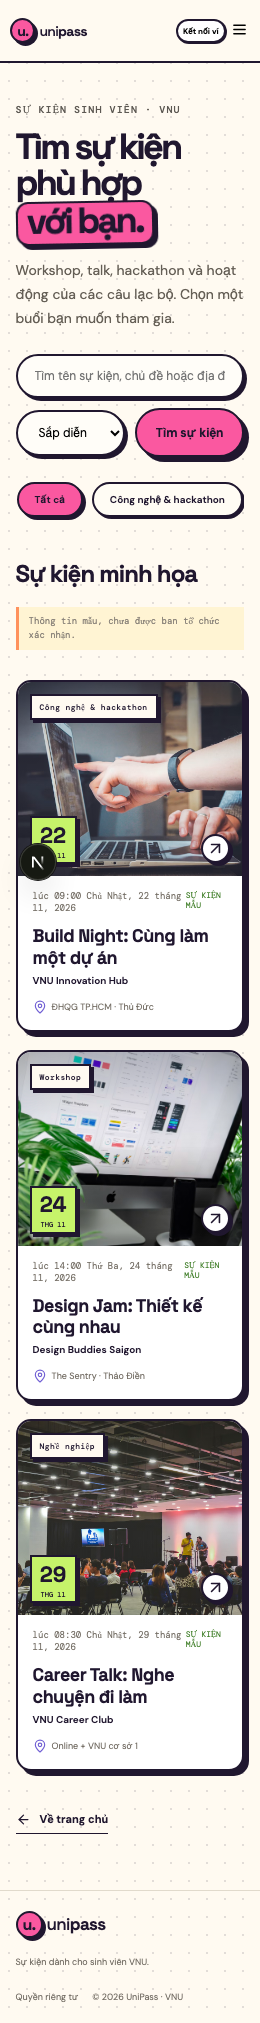 u. unipass
Kết nối ví
SỰ KIỆN SINH VIÊN · VNU
Tìm sự kiện
phù hợp
với bạn.
Workshop, talk, hackathon và hoạt
động của các câu lạc bộ. Chọn một
buổi bạn muốn tham gia.
Tìm tên sự kiện, chủ đề hoặc địa đ
Sắp diễn
Tìm sự kiện
Tất cả
Công nghệ & hackathon
Sự kiện minh họa
Thông tin mẫu, chưa được ban tổ chức
xác nhận.
Công nghệ & hackathon
22
11
N
lúc 09:00 Chủ Nhật, 22 tháng
11, 2026
SỰ KIỆN
MẪU
Build Night: Cùng làm
một dự án
VNU Innovation Hub
ĐHQG TP.HCM · Thủ Đức
Workshop
24
THG 11
lúc 14:00 Thứ Ba, 24 tháng
11, 2026
SỰ KIỆN
MẪU
Design Jam: Thiết kế
cùng nhau
Design Buddies Saigon
The Sentry · Thảo Điền
Nghề nghiệp
29
THG 11
lúc 08:30 Chủ Nhật, 29 tháng
11, 2026
SỰ KIỆN
MẪU
Career Talk: Nghe
chuyện đi làm
VNU Career Club
Online + VNU cơ sở 1
Về trang chủ
u. unipass
Sự kiện dành cho sinh viên VNU.
Quyền riêng tư
© 2026 UniPass · VNU